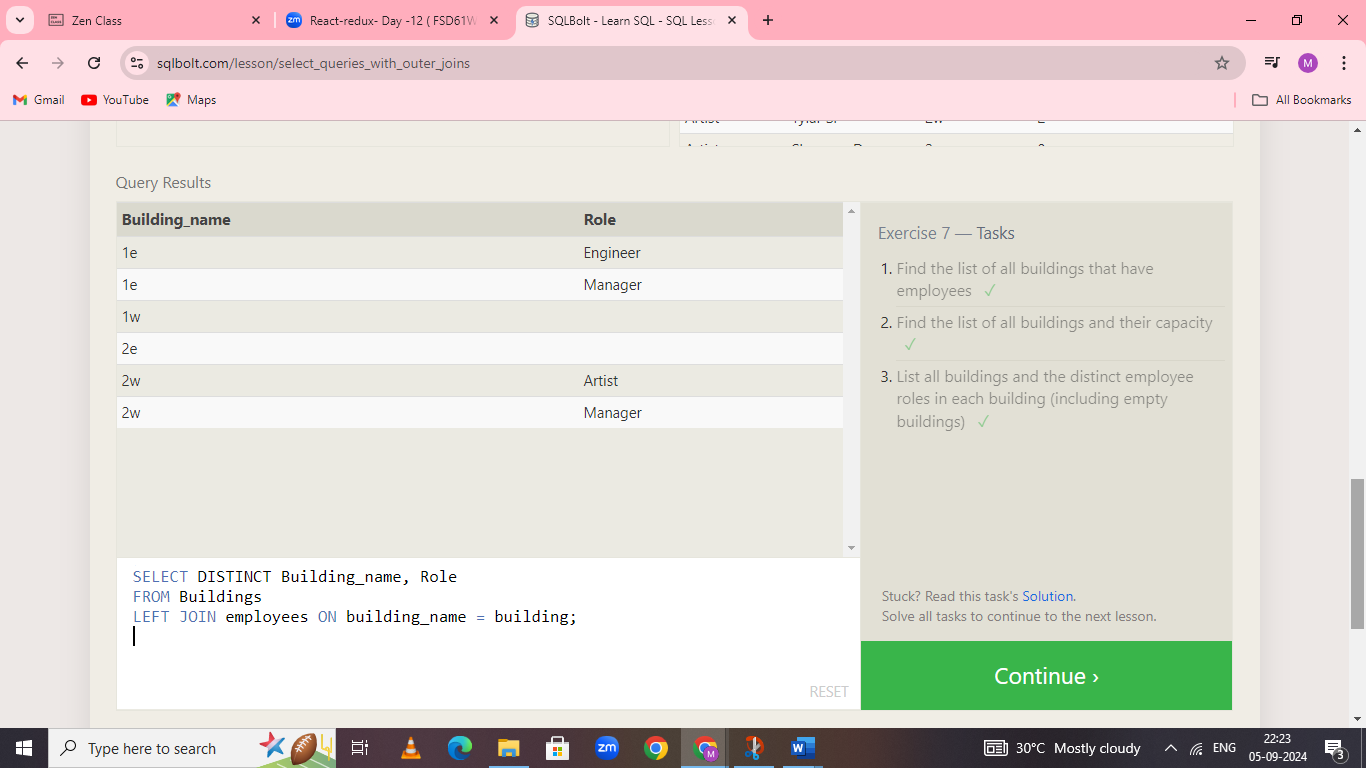 Zen Class
React-redux- Day -12 ( FSD61W
SQLBolt - Learn SQL - SQL Less
sqlbolt.com/lesson/select_queries_with_outer_joins
M
Gmail
YouTube
Maps
All Bookmarks
Query Results
Building_name Role
1e Engineer
1e Manager
1w
2e
2w Artist
2w Manager
SELECT DISTINCT Building_name, Role
FROM Buildings
LEFT JOIN employees ON building_name = building;
RESET
Exercise 7 — Tasks
1. Find the list of all buildings that have
employees ✓
2. Find the list of all buildings and their capacity
✓
3. List all buildings and the distinct employee
roles in each building (including empty
buildings) ✓
Stuck? Read this task's Solution.
Solve all tasks to continue to the next lesson.
Continue ›
Type here to search
30°C Mostly cloudy
ENG
22:23
05-09-2024
3